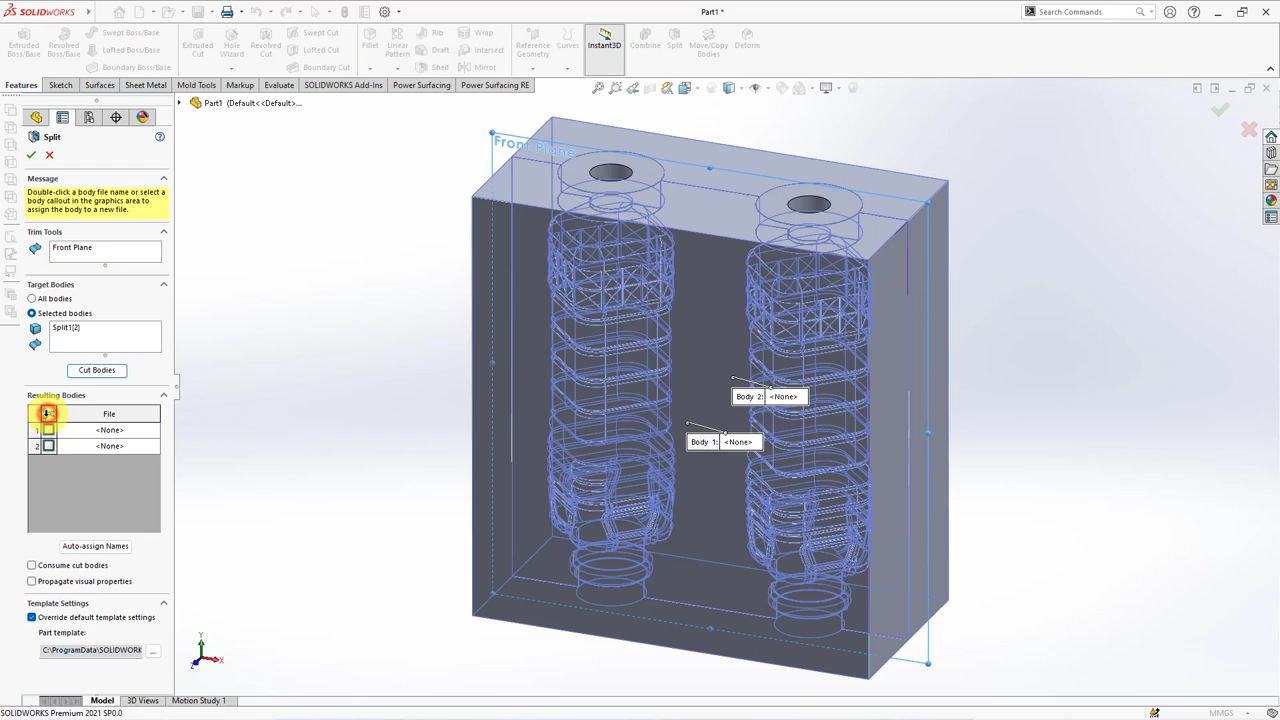 SOLIDWORKS
Part1 *
Search Commands
Extruded Boss/Base
Revolved Boss/Base
Swept Boss/Base
Lofted Boss/Base
Boundary Boss/Base
Extruded Cut
Hole Wizard
Revolved Cut
Swept Cut
Lofted Cut
Boundary Cut
Fillet
Linear Pattern
Rib
Draft
Shell
Wrap
Intersect
Mirror
Reference Geometry
Curves
Instant3D
Combine
Split
Move/Copy Bodies
Deform
Features
Sketch
Surfaces
Sheet Metal
Mold Tools
Markup
Evaluate
SOLIDWORKS Add-Ins
Power Surfacing
Power Surfacing RE
Part1 (Default<<Default>...
Split
Message
Double-click a body file name or select a
body callout in the graphics area to
assign the body to a new file.
Trim Tools
Front Plane
Target Bodies
All bodies
Selected bodies
Split1[2]
Cut Bodies
Resulting Bodies
File
1 <None>
2 <None>
Auto-assign Names
Consume cut bodies
Propagate visual properties
Template Settings
Override default template settings
Part template:
C:\ProgramData\SOLIDWORK
...
Front Plane
Body 2: <None>
Body 1: <None>
Y
X
Z
Model
3D Views
Motion Study 1
SOLIDWORKS Premium 2021 SP0.0
MMGS